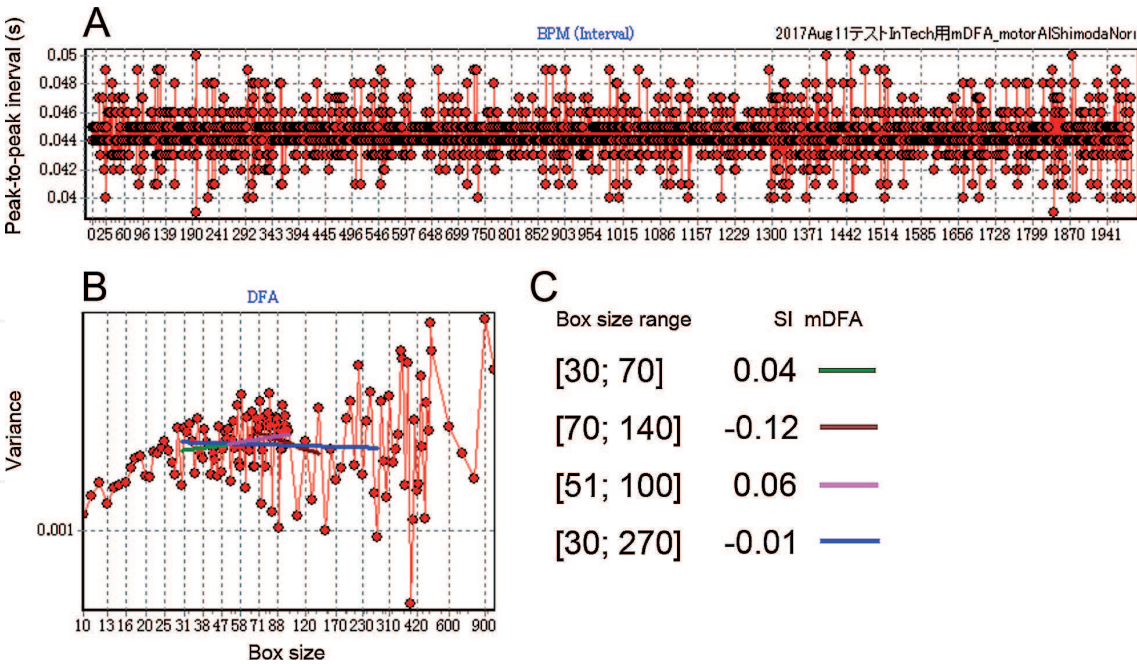 A
BPM (Interval)
2017Aug11テストInTech用mDFA_motorAIShimodaNori
Peak-to-peak inerval (s)
0.05
0.048
0.046
0.044
0.042
0.04
025 60 96 139 190 241 292 343 394 445 496 546 597 648 699 750 801 852 903 954 1015 1086 1157 1229 1300 1371 1442 1514 1585 1656 1728 1799 1870 1941
B
DFA
Variance
0.001
10 13 16 20 25 31 38 47 58 71 88 120 170 230 310 420 600 900
Box size
C
Box size range SI mDFA
[30; 70] 0.04
[70; 140] -0.12
[51; 100] 0.06
[30; 270] -0.01